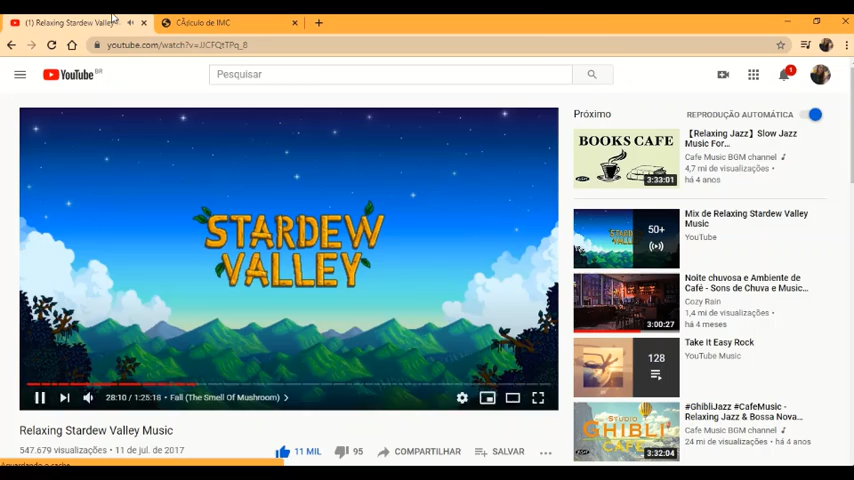 (1) Relaxing Stardew Valley
CÃ¡lculo de IMC
youtube.com/watch?v=JJCFQtTPq_8
YouTube BR
Pesquisar
1
STARDEW
VALLEY
28:10 / 1:25:18 • Fall (The Smell Of Mushroom)
Relaxing Stardew Valley Music
547.679 visualizações • 11 de jul. de 2017
11 MIL
95
COMPARTILHAR
SALVAR
Próximo
REPRODUÇÃO AUTOMÁTICA
BOOKS CAFE
3:33:01
【Relaxing Jazz】Slow Jazz
Music For...
Cafe Music BGM channel
4,7 mi de visualizações •
há 4 anos
50+
Mix de Relaxing Stardew Valley
Music
YouTube
3:00:27
Noite chuvosa e Ambiente de
Café - Sons de Chuva e Music...
Cozy Rain
1,4 mi de visualizações •
há 4 meses
128
Take It Easy Rock
YouTube Music
STUDIO
GHIBLI
CAFE
3:32:04
#GhibliJazz #CafeMusic -
Relaxing Jazz & Bossa Nova...
Cafe Music BGM channel
24 mi de visualizações • há 4 anos